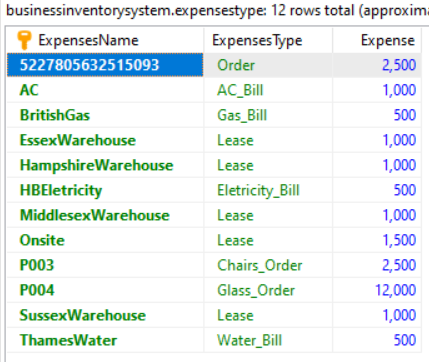 businessinventorysystem.expensestype: 12 rows total (approxima
ExpensesName ExpensesType Expense
5227805632515093 Order 2,500
AC AC_Bill 1,000
BritishGas Gas_Bill 500
EssexWarehouse Lease 1,000
HampshireWarehouse Lease 1,000
HBEletricity Eletricity_Bill 500
MiddlesexWarehouse Lease 1,000
Onsite Lease 1,500
P003 Chairs_Order 2,500
P004 Glass_Order 12,000
SussexWarehouse Lease 1,000
ThamesWater Water_Bill 500